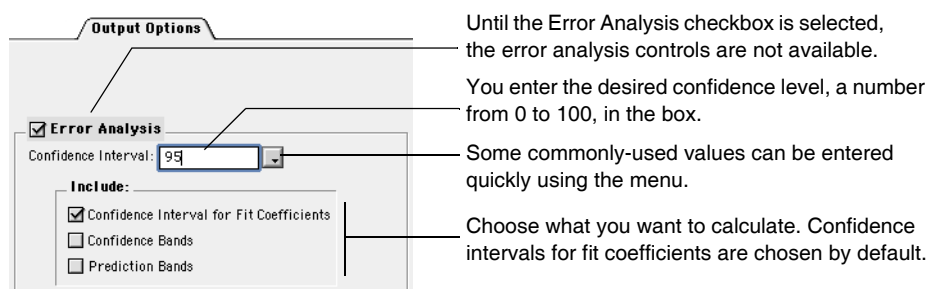 Output Options
Until the Error Analysis checkbox is selected,
the error analysis controls are not available.
You enter the desired confidence level, a number
from 0 to 100, in the box.
Error Analysis
Confidence Interval: 95
Some commonly-used values can be entered
quickly using the menu.
Include:
Confidence Interval for Fit Coefficients
Confidence Bands
Prediction Bands
Choose what you want to calculate. Confidence
intervals for fit coefficients are chosen by default.